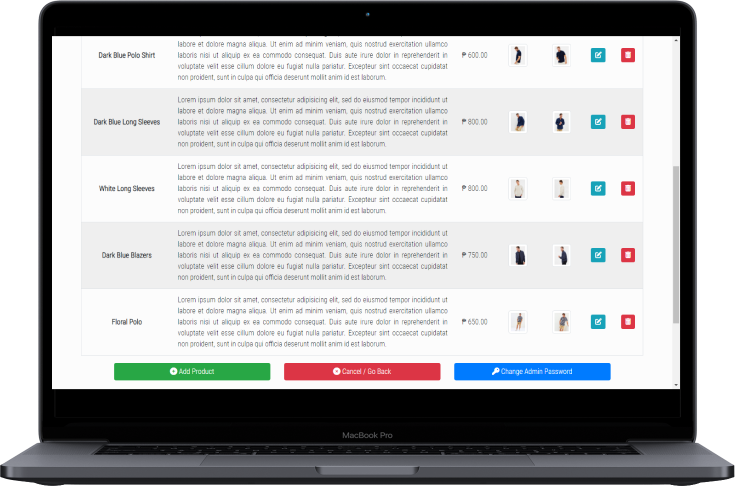 labore et dolore magna aliqua. Ut enim ad minim veniam, quis nostrud exercitation ullamco
Dark Blue Polo Shirt laboris nisi ut aliquip ex ea commodo consequat. Duis aute irure dolor in reprehenderit in ₱ 600.00
voluptate velit esse cillum dolore eu fugiat nulla pariatur. Excepteur sint occaecat cupidatat
non proident, sunt in culpa qui officia deserunt mollit anim id est laborum.
Lorem ipsum dolor sit amet, consectetur adipisicing elit, sed do eiusmod tempor incididunt ut
labore et dolore magna aliqua. Ut enim ad minim veniam, quis nostrud exercitation ullamco
Dark Blue Long Sleeves laboris nisi ut aliquip ex ea commodo consequat. Duis aute irure dolor in reprehenderit in ₱ 800.00
voluptate velit esse cillum dolore eu fugiat nulla pariatur. Excepteur sint occaecat cupidatat
non proident, sunt in culpa qui officia deserunt mollit anim id est laborum.
Lorem ipsum dolor sit amet, consectetur adipisicing elit, sed do eiusmod tempor incididunt ut
labore et dolore magna aliqua. Ut enim ad minim veniam, quis nostrud exercitation ullamco
White Long Sleeves laboris nisi ut aliquip ex ea commodo consequat. Duis aute irure dolor in reprehenderit in ₱ 800.00
voluptate velit esse cillum dolore eu fugiat nulla pariatur. Excepteur sint occaecat cupidatat
non proident, sunt in culpa qui officia deserunt mollit anim id est laborum.
Lorem ipsum dolor sit amet, consectetur adipisicing elit, sed do eiusmod tempor incididunt ut
labore et dolore magna aliqua. Ut enim ad minim veniam, quis nostrud exercitation ullamco
Dark Blue Blazers laboris nisi ut aliquip ex ea commodo consequat. Duis aute irure dolor in reprehenderit in ₱ 750.00
voluptate velit esse cillum dolore eu fugiat nulla pariatur. Excepteur sint occaecat cupidatat
non proident, sunt in culpa qui officia deserunt mollit anim id est laborum.
Lorem ipsum dolor sit amet, consectetur adipisicing elit, sed do eiusmod tempor incididunt ut
labore et dolore magna aliqua. Ut enim ad minim veniam, quis nostrud exercitation ullamco
Floral Polo laboris nisi ut aliquip ex ea commodo consequat. Duis aute irure dolor in reprehenderit in ₱ 650.00
voluptate velit esse cillum dolore eu fugiat nulla pariatur. Excepteur sint occaecat cupidatat
non proident, sunt in culpa qui officia deserunt mollit anim id est laborum.
Add Product Cancel / Go Back Change Admin Password
MacBook Pro